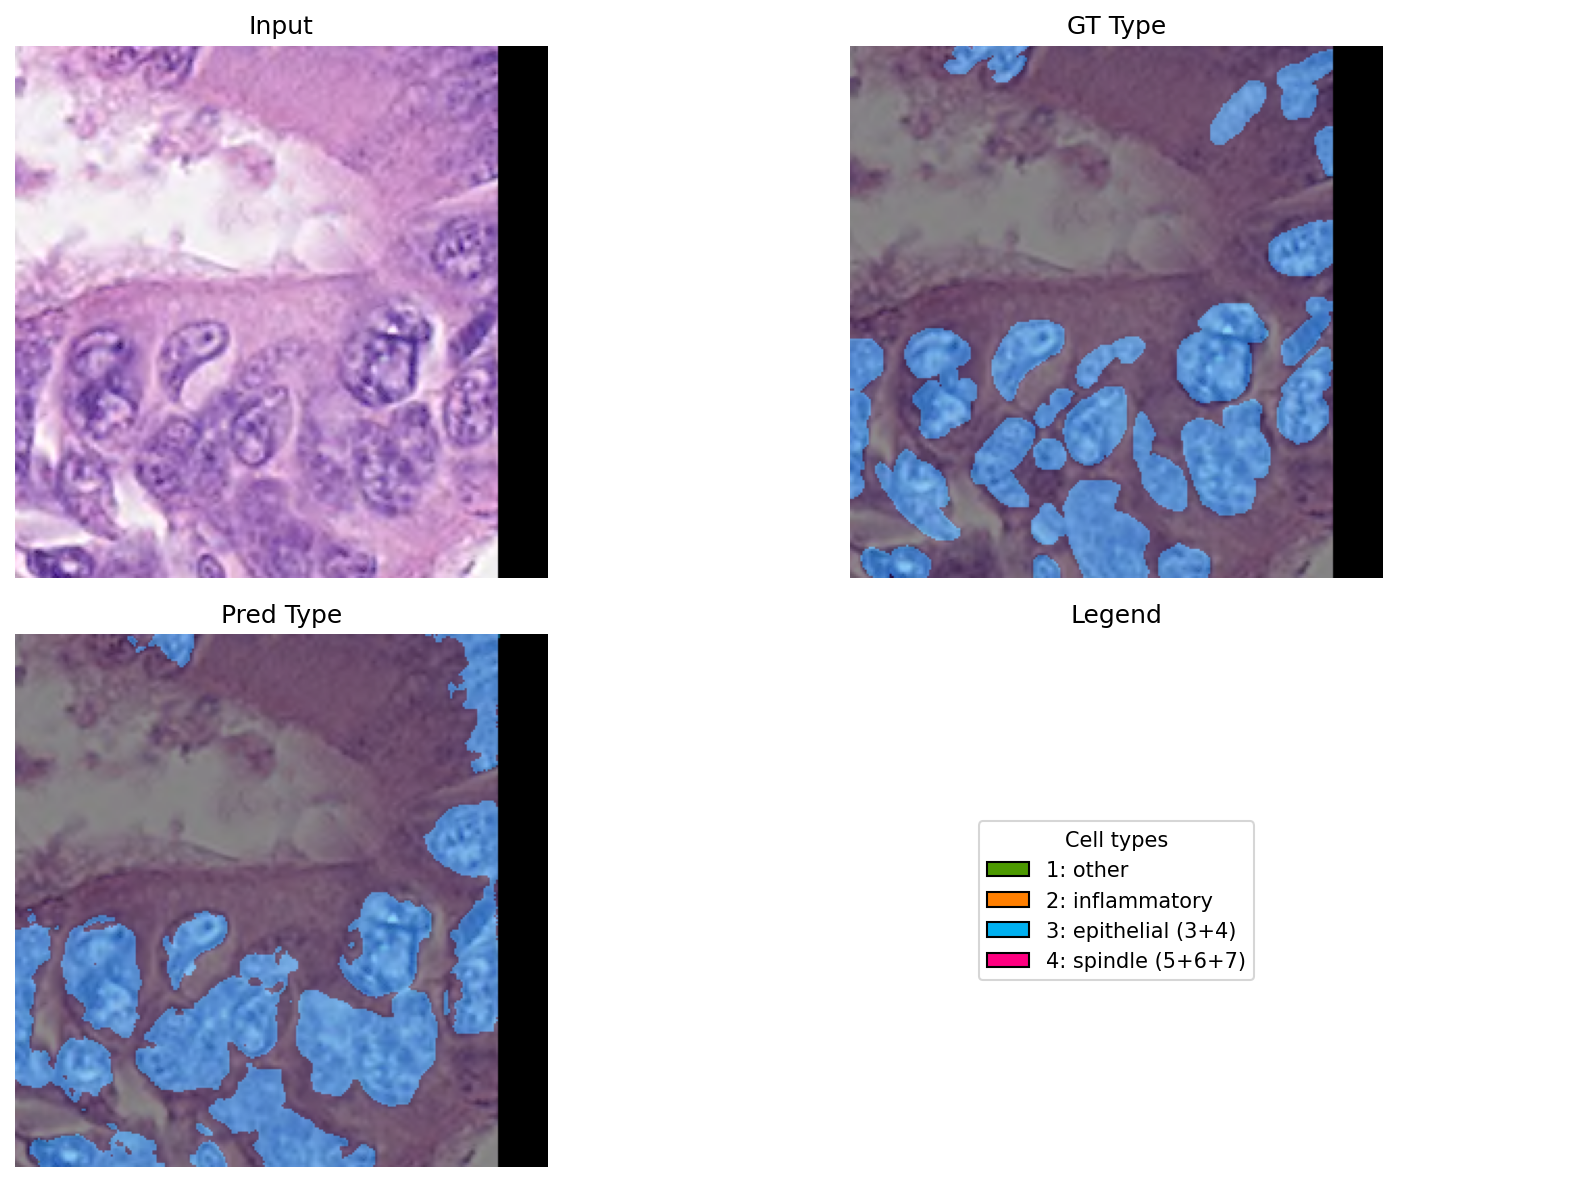 Input
GT Type
Pred Type
Legend
Cell types
1: other
2: inflammatory
3: epithelial (3+4)
4: spindle (5+6+7)